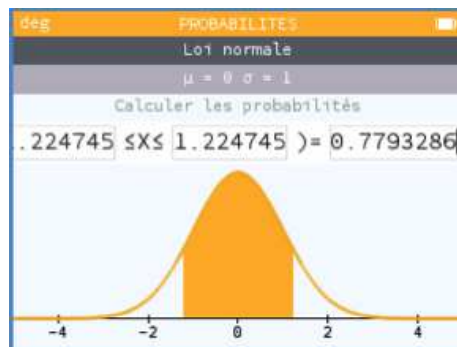 deg PROBABILITES
Loi normale
μ = 0 σ = 1
Calculer les probabilités
.224745 ≤X≤ 1.224745 )= 0.7793286
-4 -2 0 2 4